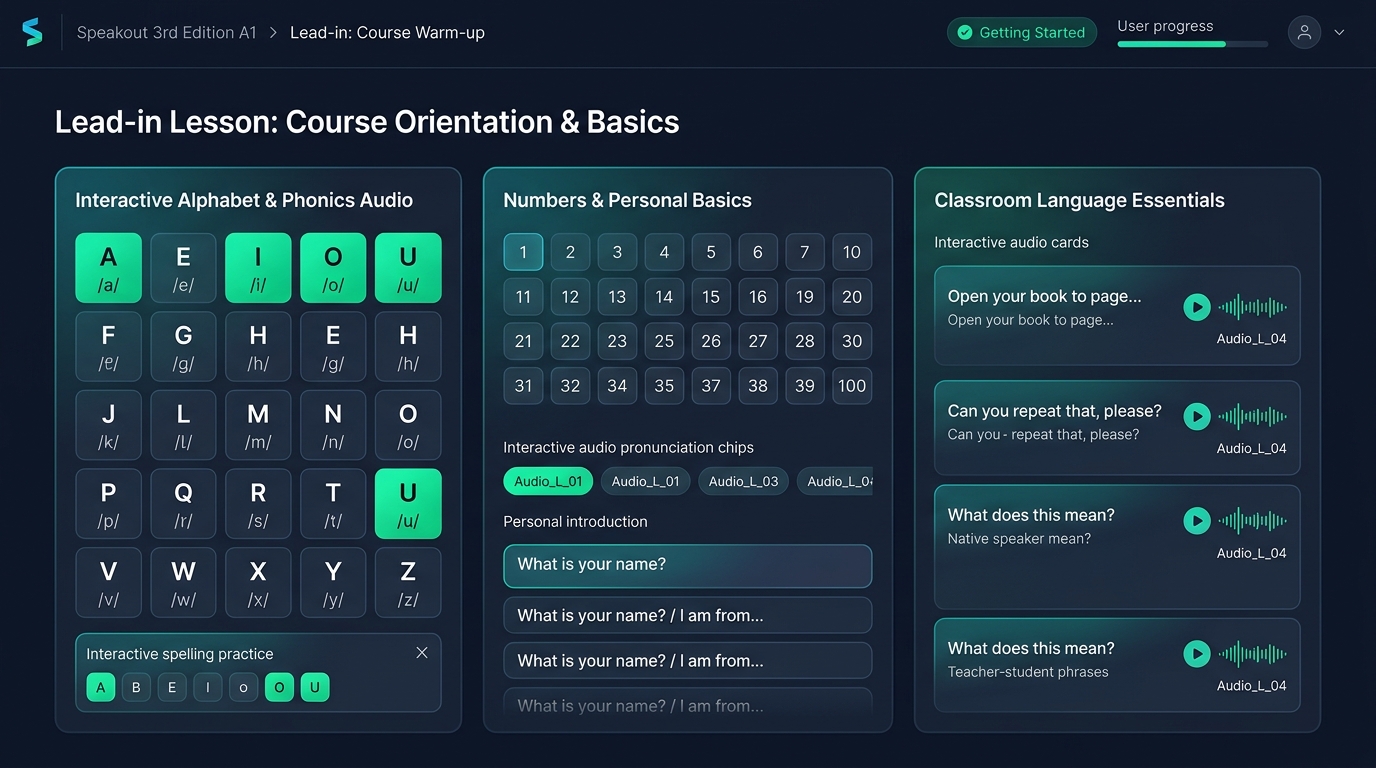 Speakout 3rd Edition A1 > Lead-in: Course Warm-up
Getting Started
User progress
Lead-in Lesson: Course Orientation & Basics
Interactive Alphabet & Phonics Audio
A E I O U
/a/ /e/ /i/ /o/ /u/
F G H E H
/g/ /h/ /g/ /h/
J L M N O
/k/ /l/ /m/ /n/ /o/
P Q R T U
/p/ /r/ /s/ /t/ /u/
V W X Y Z
/v/ /w/ /x/ /y/ /z/
Interactive spelling practice
A B E I o O U
Numbers & Personal Basics
1 2 3 4 5 6 7 10
11 12 13 14 15 16 19 20
21 22 23 25 26 27 28 30
31 32 34 35 37 38 39 100
Interactive audio pronunciation chips
Audio_L_01 Audio_L_01 Audio_L_03
Personal introduction
What is your name?
What is your name? / I am from...
What is your name? / I am from...
What is your name? / I am from...
Classroom Language Essentials
Interactive audio cards
Open your book to page...
Open your book to page...
Audio_L_04
Can you repeat that, please?
Can you - repeat that, please?
Audio_L_04
What does this mean?
Native speaker mean?
Audio_L_04
What does this mean?
Teacher-student phrases
Audio_L_04